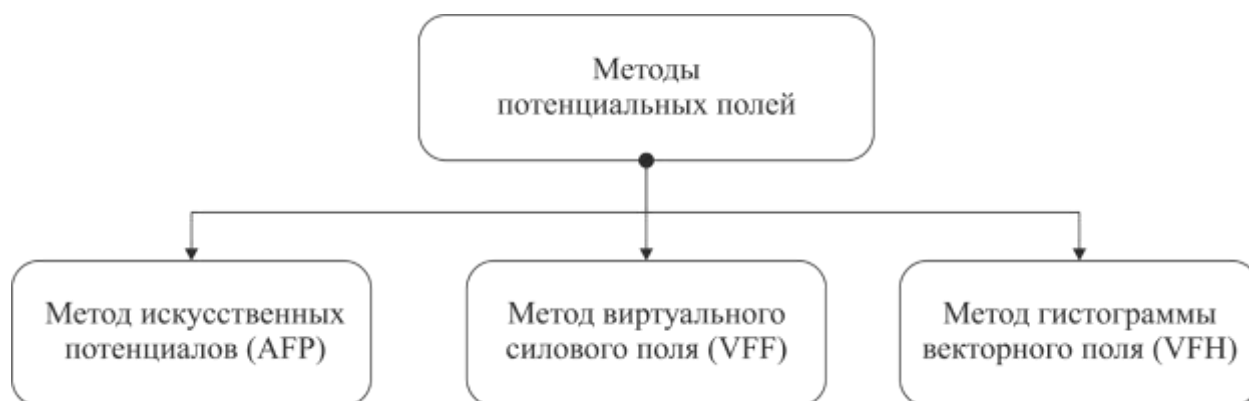 Методы
потенциальных полей
Метод искусственных
потенциалов (AFP)
Метод виртуального
силового поля (VFF)
Метод гистограммы
векторного поля (VFH)